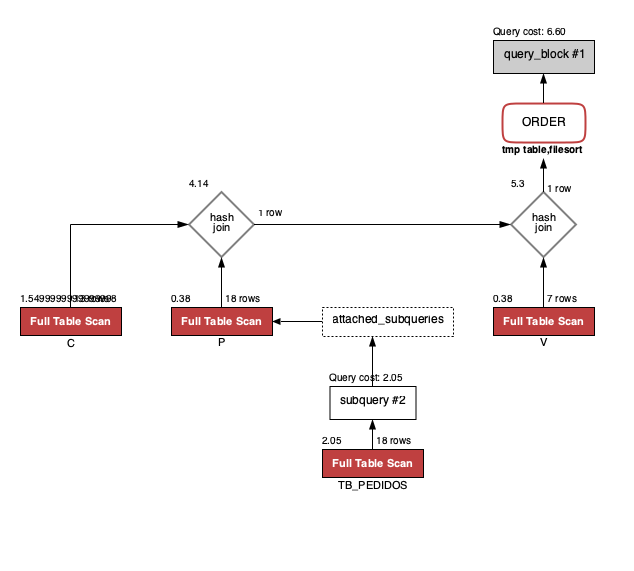 Query cost: 6.60
query_block #1
ORDER
tmp table,filesort
4.14
5.3
1 row
hash
join
1 row
hash
join
0.38
18 rows
0.38
7 rows
Full Table Scan
Full Table Scan
attached_subqueries
Full Table Scan
C
P
V
Query cost: 2.05
subquery #2
2.05
18 rows
Full Table Scan
TB_PEDIDOS